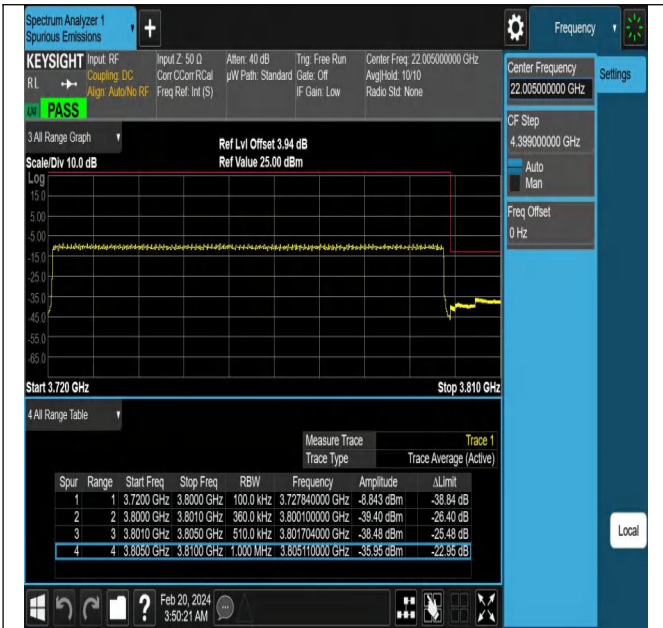 Spectrum Analyzer 1
Spurious Emissions
Frequency
KEYSIGHT
RL
Input: RF
Coupling: DC
Align: Auto/No RF
Input Z: 50 Ω
Corr CCorr RCal
Freq Ref: Int (S)
Atten: 40 dB
µW Path: Standard
Trig: Free Run
Gate: Off
IF Gain: Low
Center Freq: 22.005000000 GHz
Avg|Hold: 10/10
Radio Std: None
PASS
Center Frequency
22.005000000 GHz
Settings
CF Step
4.399000000 GHz
Auto
Man
Freq Offset
0 Hz
3 All Range Graph
Scale/Div 10.0 dB
Ref Lvl Offset 3.94 dB
Ref Value 25.00 dBm
Log
15.0
5.00
-5.00
-15.0
-25.0
-35.0
-45.0
-55.0
-65.0
Start 3.720 GHz
Stop 3.810 GHz
4 All Range Table
Measure Trace Trace 1
Trace Type Trace Average (Active)
Spur Range Start Freq Stop Freq RBW Frequency Amplitude ΔLimit
1 1 3.7200 GHz 3.8000 GHz 100.0 kHz 3.727840000 GHz -8.843 dBm -38.84 dB
2 2 3.8000 GHz 3.8010 GHz 360.0 kHz 3.800100000 GHz -39.40 dBm -26.40 dB
3 3 3.8010 GHz 3.8050 GHz 510.0 kHz 3.801704000 GHz -38.48 dBm -25.48 dB
4 4 3.8050 GHz 3.8100 GHz 1.000 MHz 3.805110000 GHz -35.95 dBm -22.95 dB
Local
Feb 20, 2024
3:50:21 AM